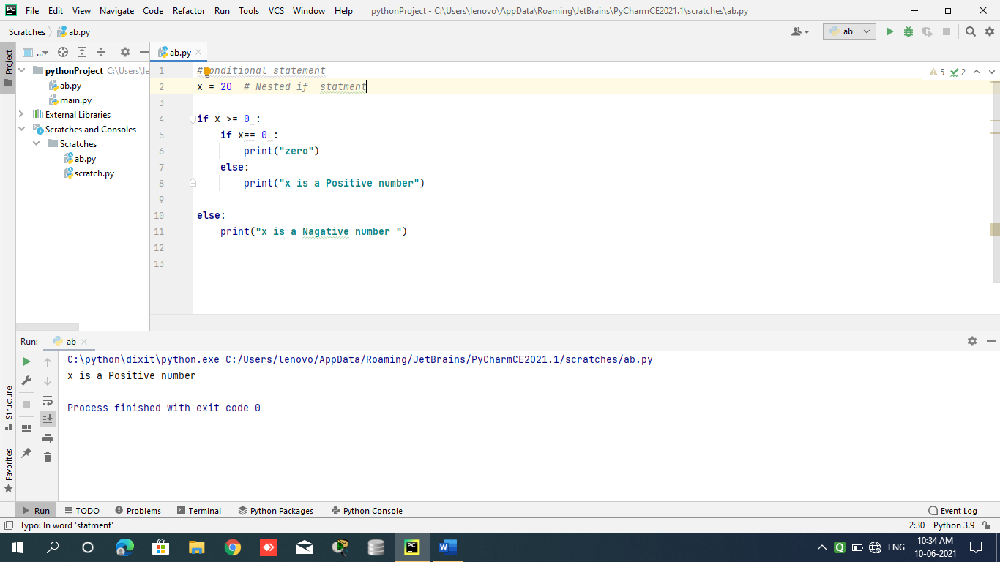 File Edit View Navigate Code Refactor Run Tools VCS Window Help pythonProject - C:\Users\lenovo\AppData\Roaming\JetBrains\PyCharmCE2021.1\scratches\ab.py
Scratches ab.py
ab
Project
...
ab.py
pythonProject C:\Users\le
ab.py
main.py
External Libraries
Scratches and Consoles
Scratches
ab.py
scratch.py
5 2
1 # onditional statement
2 x = 20 # Nested if statment
3
4 if x >= 0 :
5 if x== 0 :
6 print("zero")
7 else:
8 print("x is a Positive number")
9
10 else:
11 print("x is a Nagative number ")
12
13
Run: ab
C:\python\dixit\python.exe C:/Users/lenovo/AppData/Roaming/JetBrains/PyCharmCE2021.1/scratches/ab.py
x is a Positive number
Process finished with exit code 0
Structure
Favorites
Run TODO Problems Terminal Python Packages Python Console Event Log
Typo: In word 'statment' 2:30 Python 3.9
ENG 10:34 AM
10-06-2021